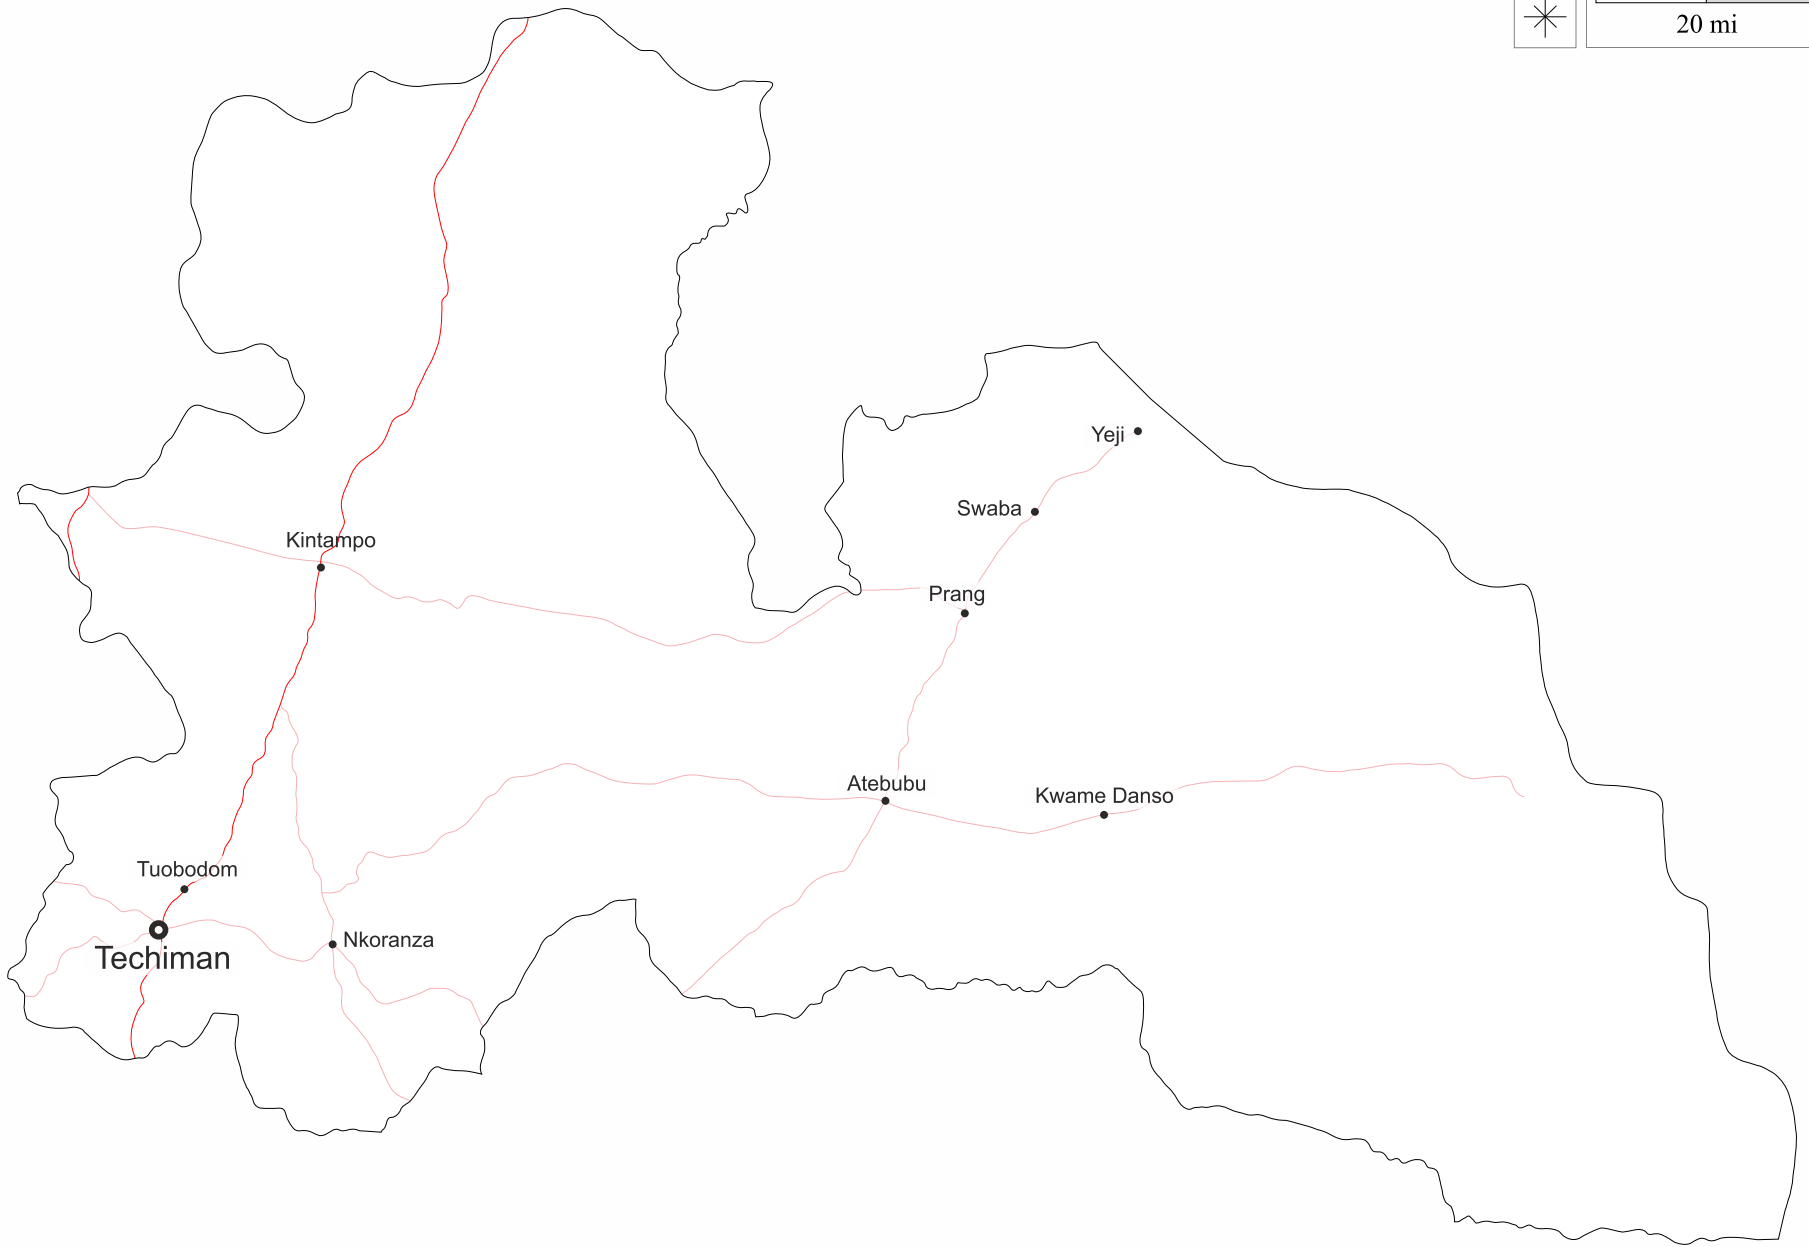 20 mi
Yeji
Swaba
Kintampo
Prang
Atebubu
Kwame Danso
Tuobodom
Nkoranza
Techiman